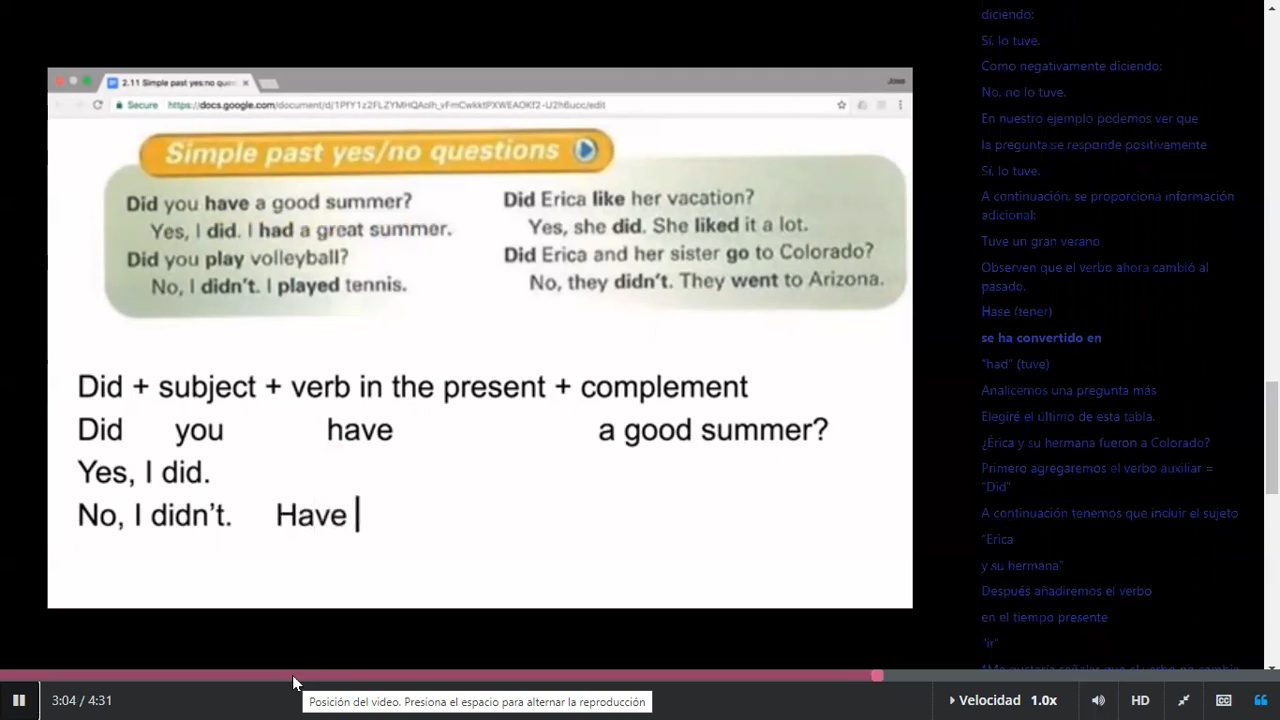 diciendo:
Sí, lo tuve.
Como negativamente diciendo:
No, no lo tuve.
En nuestro ejemplo podemos ver que
la pregunta se responde positivamente
Sí, lo tuve.
A continuación, se proporciona información
adicional:
Tuve un gran verano
Observen que el verbo ahora cambió al
pasado.
Hase (tener)
se ha convertido en
"had" (tuve)
Analicemos una pregunta más
Elegiré el último de esta tabla.
¿Érica y su hermana fueron a Colorado?
Primero agregaremos el verbo auxiliar =
"Did"
A continuación tenemos que incluir el sujeto
"Erica
y su hermana"
Después añadiremos el verbo
en el tiempo presente
"ir"
2.11 Simple past yes:no que
Jose
Secure
Simple past yes/no questions
Did you have a good summer?
Yes, I did. I had a great summer.
Did you play volleyball?
No, I didn't. I played tennis.
Did Erica like her vacation?
Yes, she did. She liked it a lot.
Did Erica and her sister go to Colorado?
No, they didn't. They went to Arizona.
Did + subject + verb in the present + complement
Did you have a good summer?
Yes, I did.
No, I didn't. Have
3:04 / 4:31
Posición del vídeo. Presiona el espacio para alternar la reproducción
Velocidad 1.0x
HD
CC